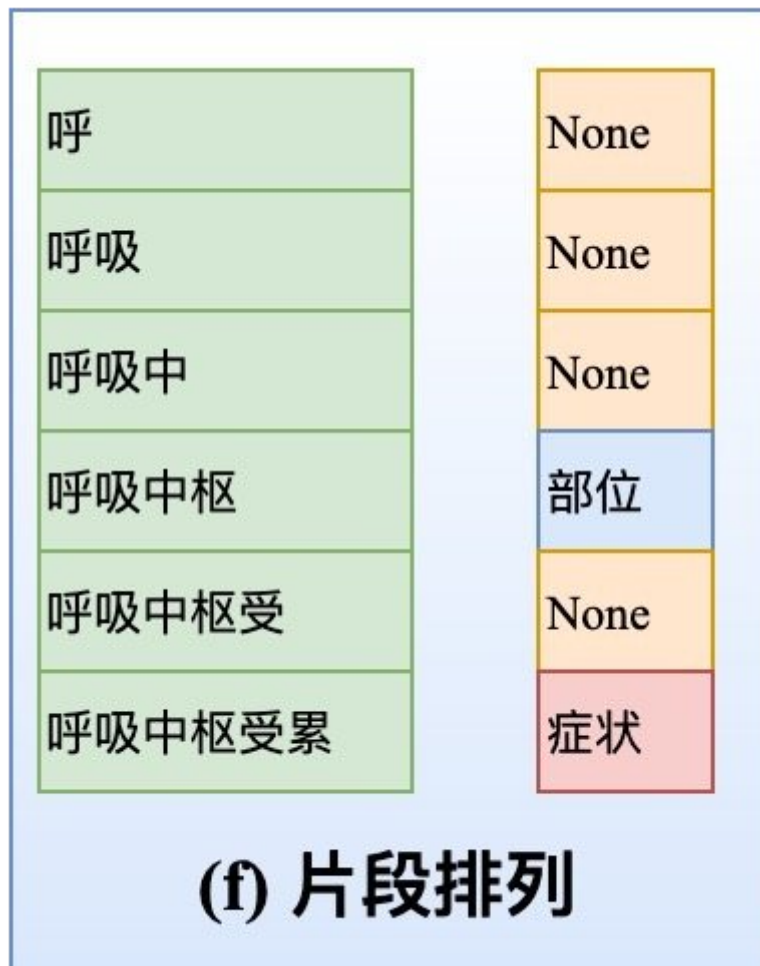 呼 None
呼吸 None
呼吸中 None
呼吸中枢 部位
呼吸中枢受 None
呼吸中枢受累 症状
(f) 片段排列